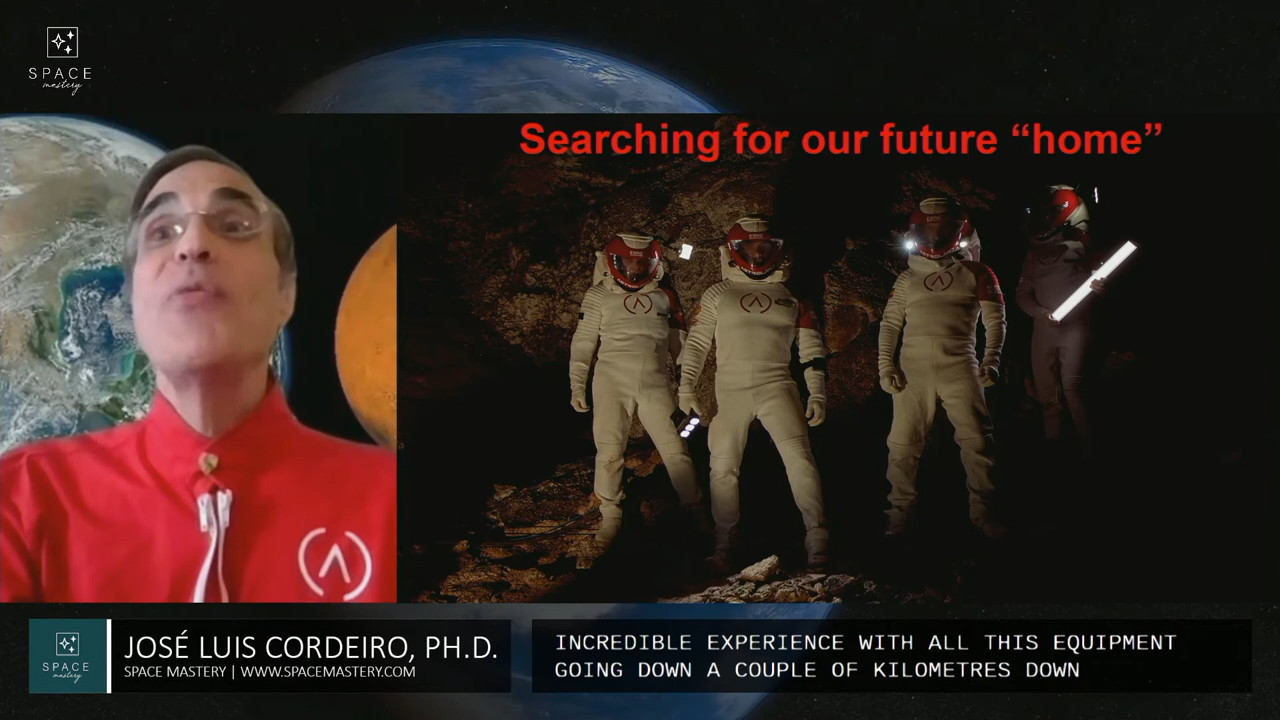 SPACE
mastery
Searching for our future “home”
SPACE
mastery
JOSÉ LUIS CORDEIRO, PH.D.
SPACE MASTERY | WWW.SPACEMASTERY.COM
INCREDIBLE EXPERIENCE WITH ALL THIS EQUIPMENT
GOING DOWN A COUPLE OF KILOMETRES DOWN